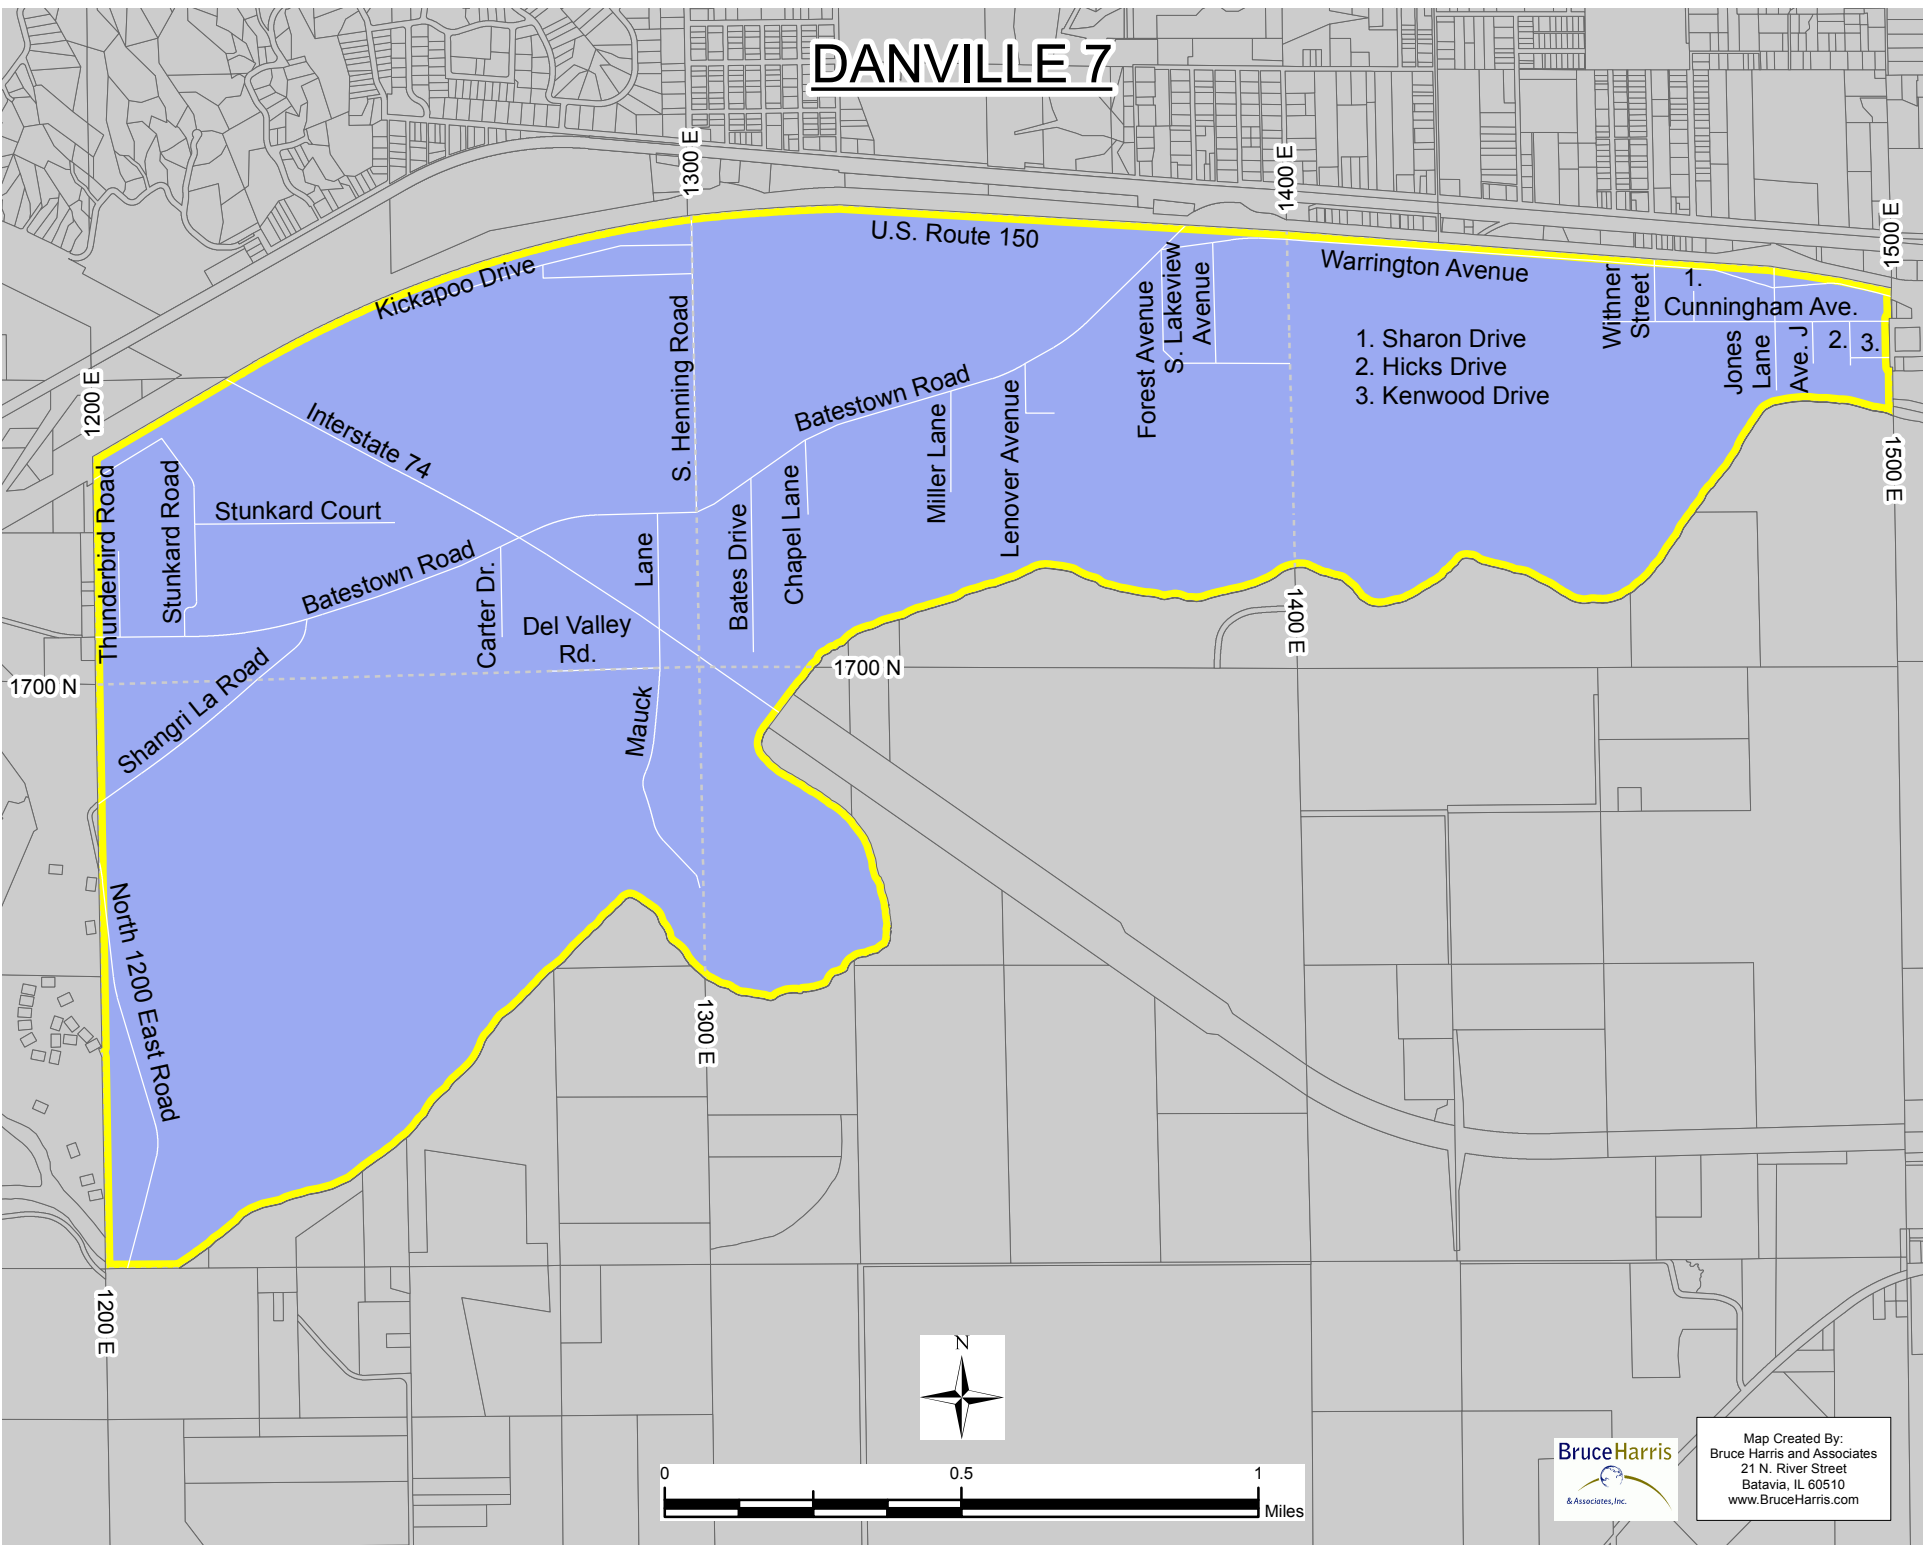 DANVILLE 7
1300 E
1400 E
1500 E
U.S. Route 150
Kickapoo Drive
Warrington Avenue
1.
Cunningham Ave.
Withner
Street
S. Lakeview
Avenue
Forest Avenue
1. Sharon Drive
2. Hicks Drive
3. Kenwood Drive
Jones
Lane
Ave. J
2.
3.
1200 E
S. Henning Road
Interstate 74
Batestown Road
Miller Lane
Lenover Avenue
1500 E
Thunderbird Road
Stunkard Road
Stunkard Court
Batestown Road
Carter Dr.
Lane
Bates Drive
Chapel Lane
Del Valley
Rd.
1400 E
1700 N
1700 N
Shangri La Road
Mauck
North 1200 East Road
1300 E
1200 E
N
0
0.5
1
Miles
BruceHarris
& Associates, Inc.
Map Created By:
Bruce Harris and Associates
21 N. River Street
Batavia, IL 60510
www.BruceHarris.com